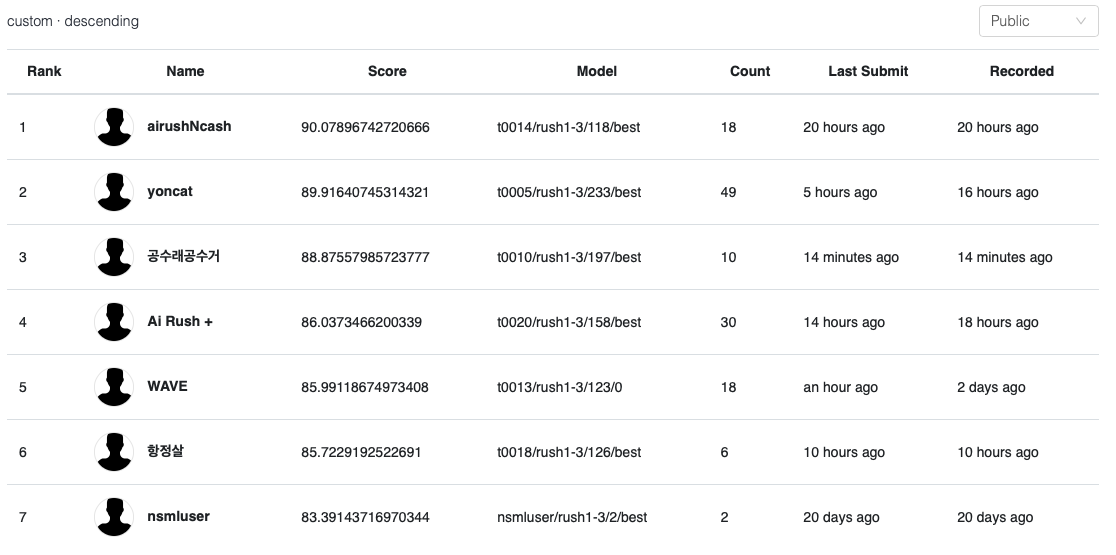 custom · descending Public
Rank Name Score Model Count Last Submit Recorded
1 airushNcash 90.07896742720666 t0014/rush1-3/118/best 18 20 hours ago 20 hours ago
2 yoncat 89.91640745314321 t0005/rush1-3/233/best 49 5 hours ago 16 hours ago
3 공수래공수거 88.87557985723777 t0010/rush1-3/197/best 10 14 minutes ago 14 minutes ago
4 Ai Rush + 86.0373466200339 t0020/rush1-3/158/best 30 14 hours ago 18 hours ago
5 WAVE 85.99118674973408 t0013/rush1-3/123/0 18 an hour ago 2 days ago
6 항정살 85.7229192522691 t0018/rush1-3/126/best 6 10 hours ago 10 hours ago
7 nsmluser 83.39143716970344 nsmluser/rush1-3/2/best 2 20 days ago 20 days ago